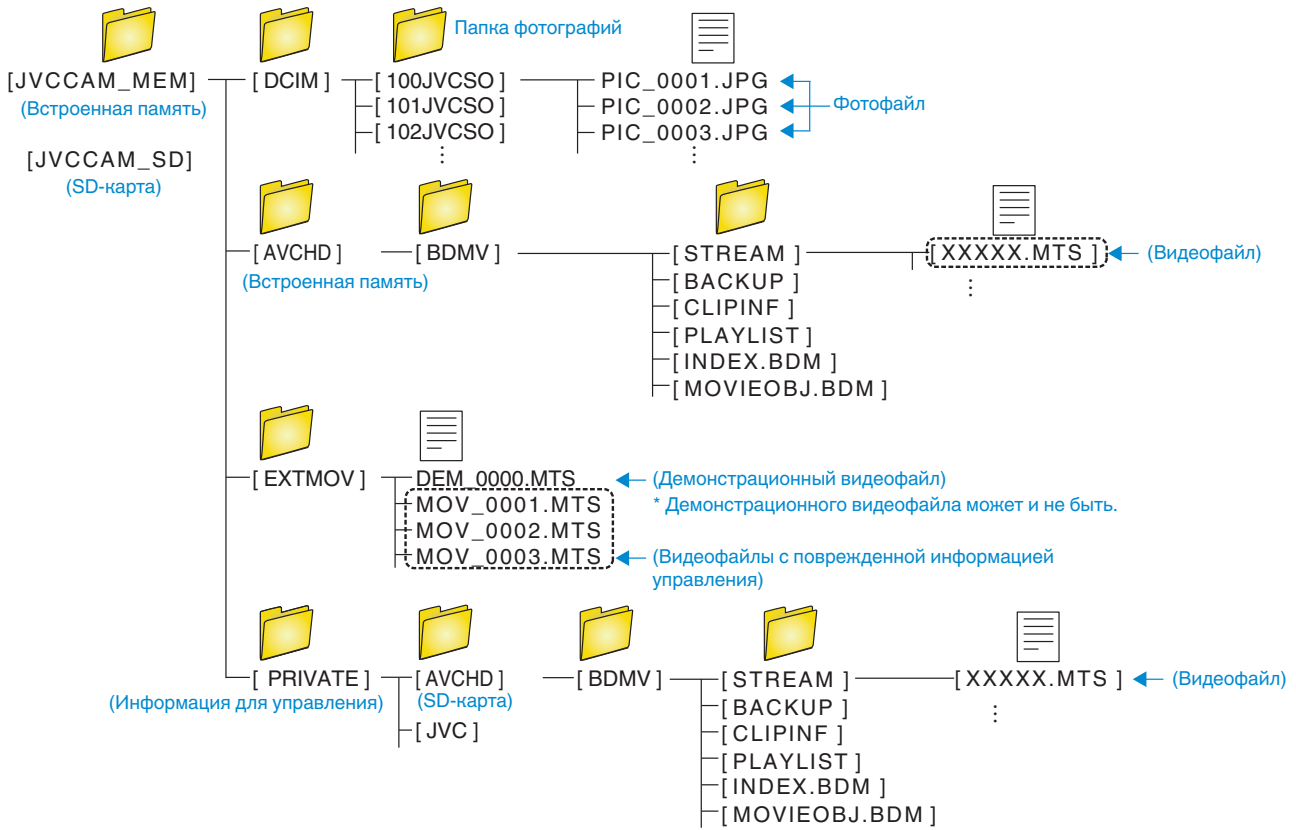 Папка фотографий
[JVCCAM_MEM]
(Встроенная память)
[JVCCAM_SD]
(SD-карта)
[ DCIM ]
[ 100JVCSO ]
[ 101JVCSO ]
[ 102JVCSO ]
PIC_0001.JPG
PIC_0002.JPG
PIC_0003.JPG
Фотофайл
[ AVCHD ]
(Встроенная память)
[ BDMV ]
[ STREAM ]
[ BACKUP ]
[ CLIPINF ]
[ PLAYLIST ]
[ INDEX.BDM ]
[ MOVIEOBJ.BDM ]
[ XXXXX.MTS ]
(Видеофайл)
[ EXTMOV ]
DEM_0000.MTS
(Демонстрационный видеофайл)
* Демонстрационного видеофайла может и не быть.
MOV_0001.MTS
MOV_0002.MTS
MOV_0003.MTS
(Видеофайлы с поврежденной информацией
управления)
[ PRIVATE ]
(Информация для управления)
[ AVCHD ]
(SD-карта)
[ JVC ]
[ BDMV ]
[ STREAM ]
[ BACKUP ]
[ CLIPINF ]
[ PLAYLIST ]
[ INDEX.BDM ]
[ MOVIEOBJ.BDM ]
[ XXXXX.MTS ]
(Видеофайл)